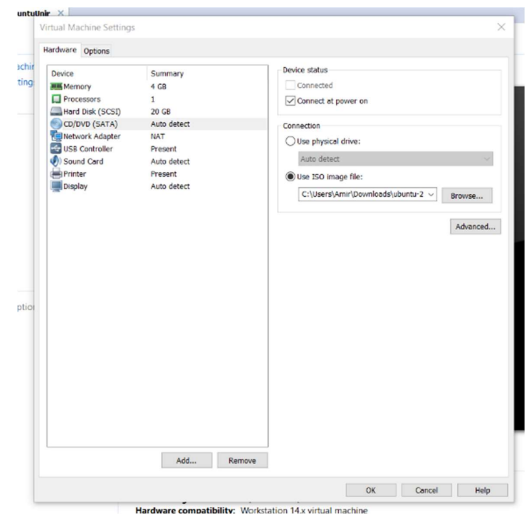 untuUnir ×
Virtual Machine Settings ×
Hardware Options
Device Summary
Memory 4 GB
Processors 1
Hard Disk (SCSI) 20 GB
CD/DVD (SATA) Auto detect
Network Adapter NAT
USB Controller Present
Sound Card Auto detect
Printer Present
Display Auto detect
Add... Remove
Device status
Connected
Connect at power on
Connection
Use physical drive:
Auto detect
Use ISO image file:
C:\Users\Amir\Downloads\ubuntu-2
Browse...
Advanced...
OK Cancel Help
achin
ting
ption
Hardware compatibility: Workstation 14.x virtual machine